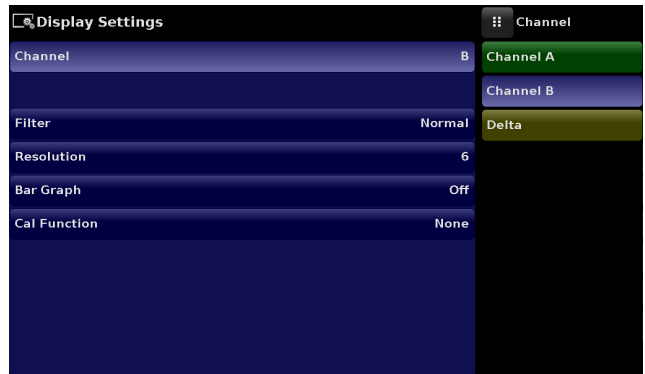 Display Settings
Channel B
Filter Normal
Resolution 6
Bar Graph Off
Cal Function None
Channel
Channel A
Channel B
Delta